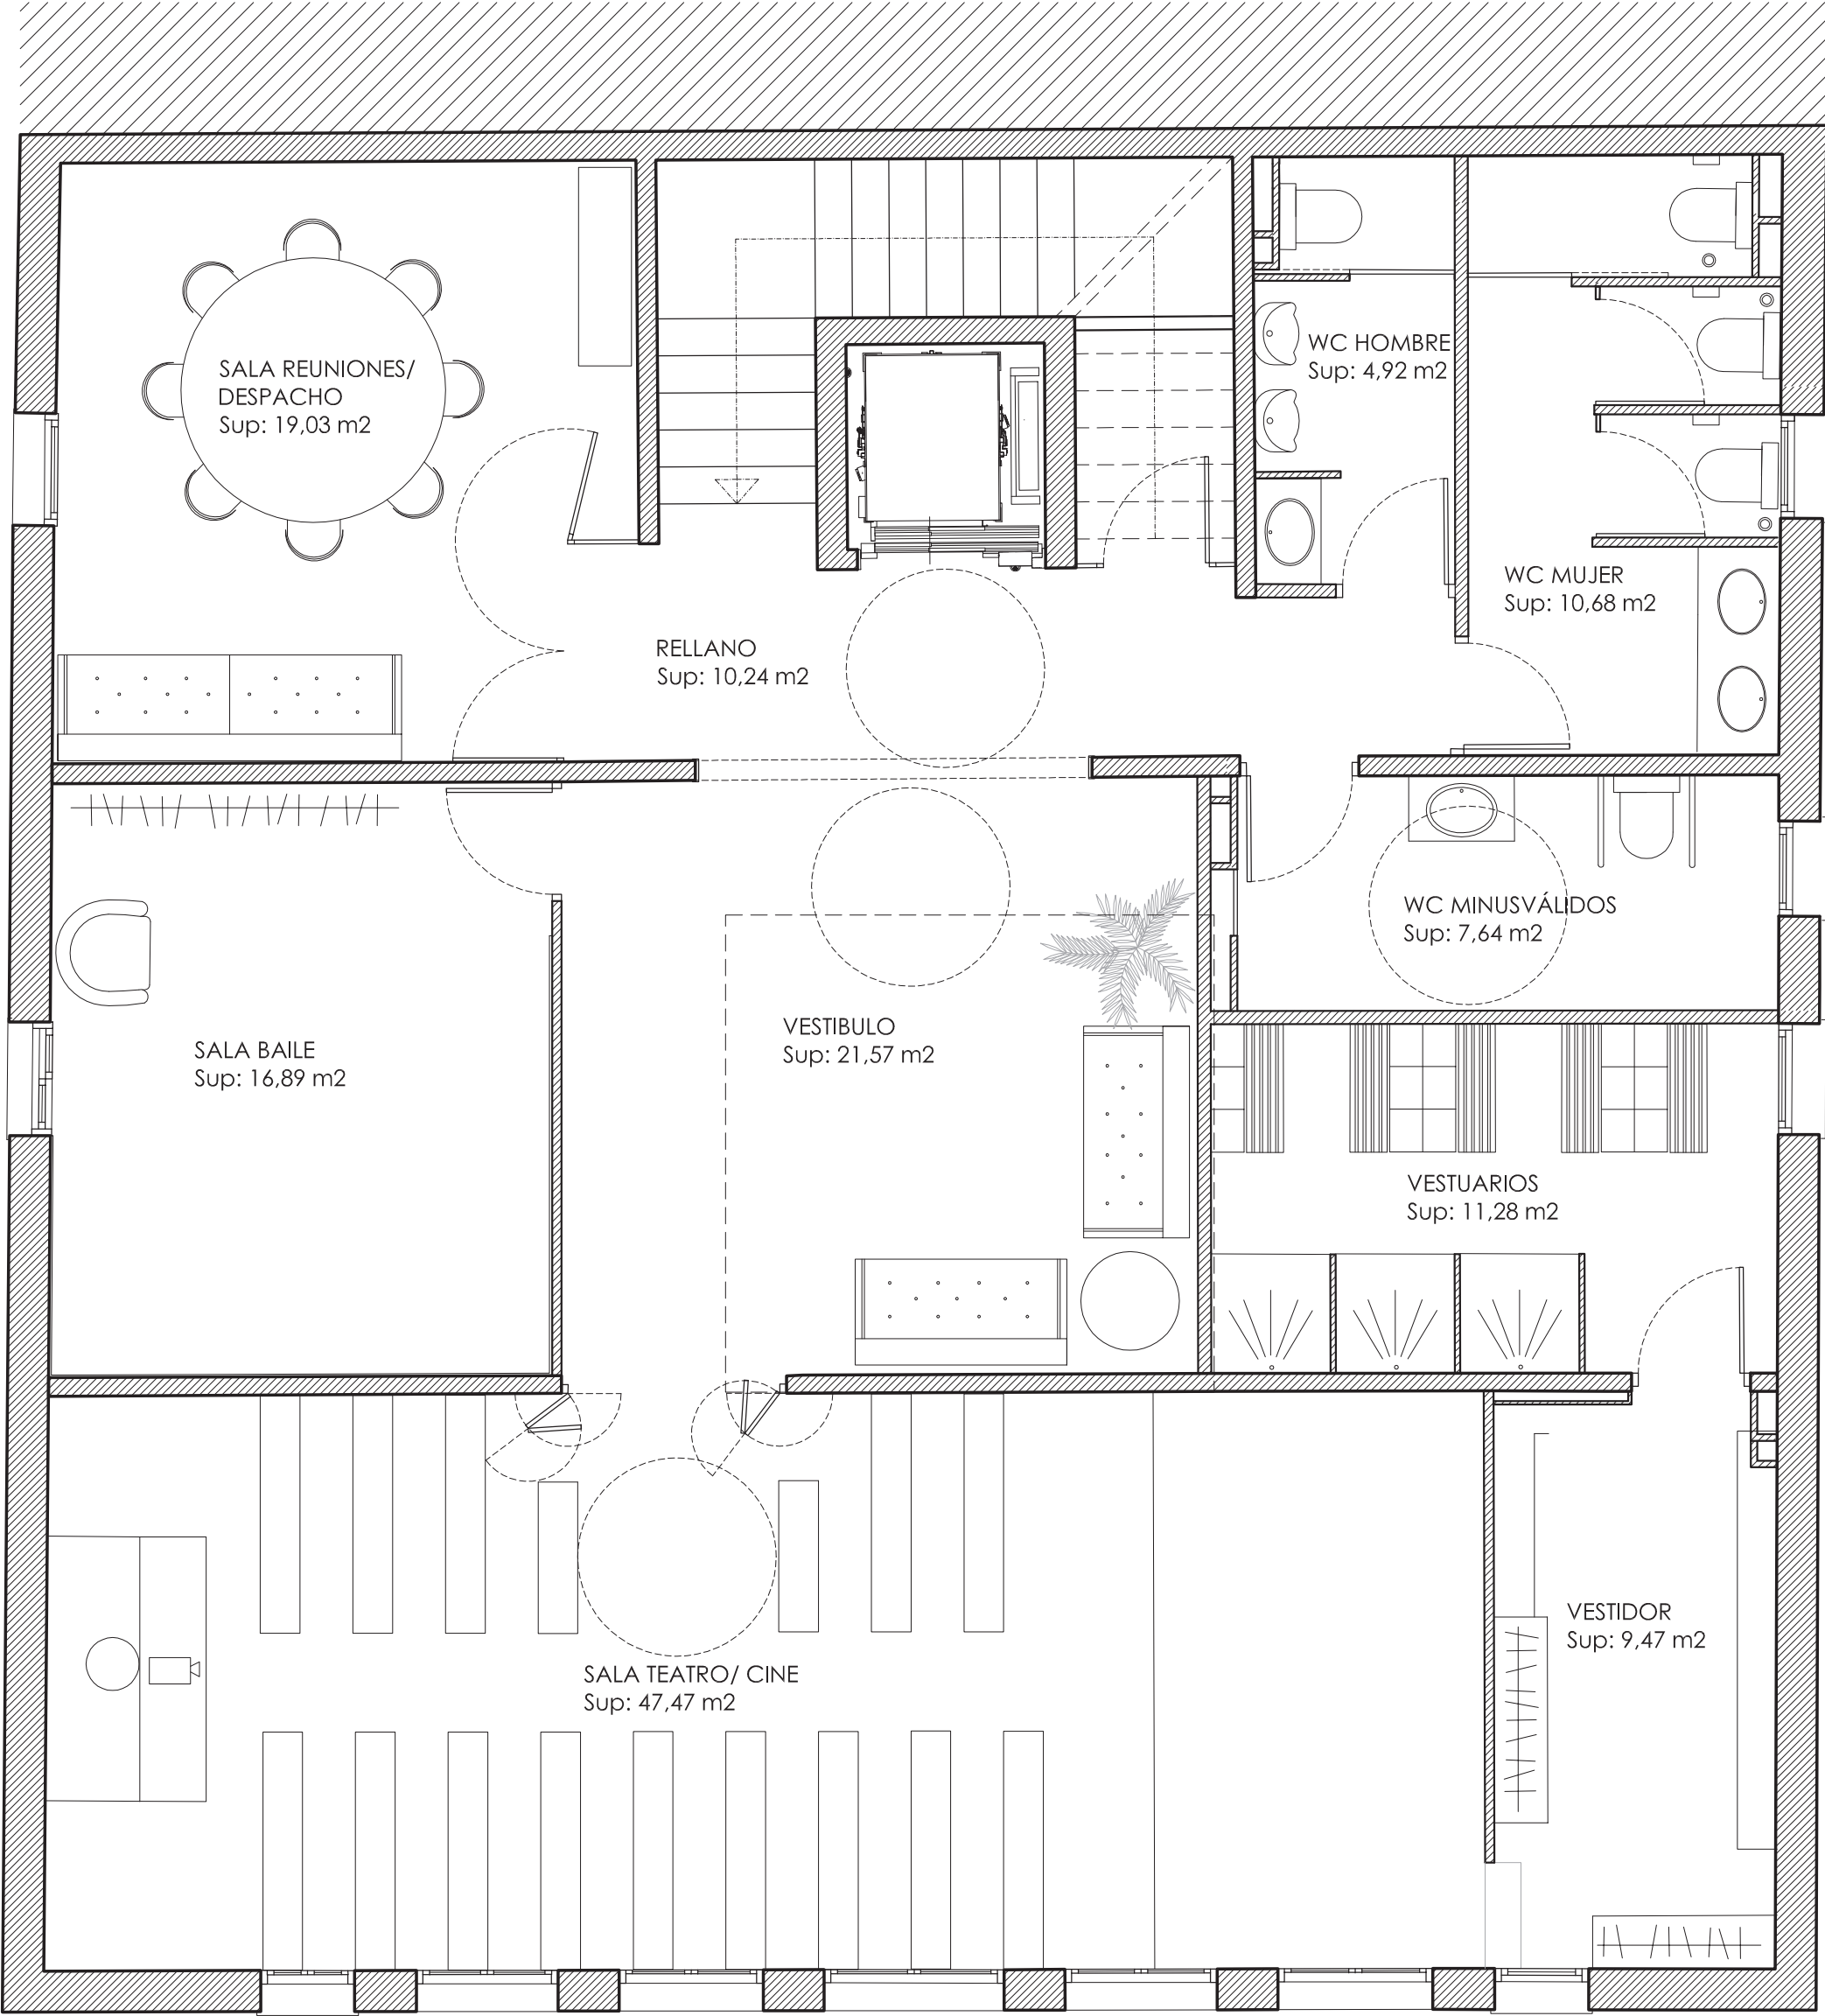 SALA REUNIONES/
DESPACHO
Sup: 19,03 m2
WC HOMBRE
Sup: 4,92 m2
WC MUJER
Sup: 10,68 m2
RELLANO
Sup: 10,24 m2
WC MINUSVÁLIDOS
Sup: 7,64 m2
VESTIBULO
Sup: 21,57 m2
SALA BAILE
Sup: 16,89 m2
VESTUARIOS
Sup: 11,28 m2
VESTIDOR
Sup: 9,47 m2
SALA TEATRO/ CINE
Sup: 47,47 m2